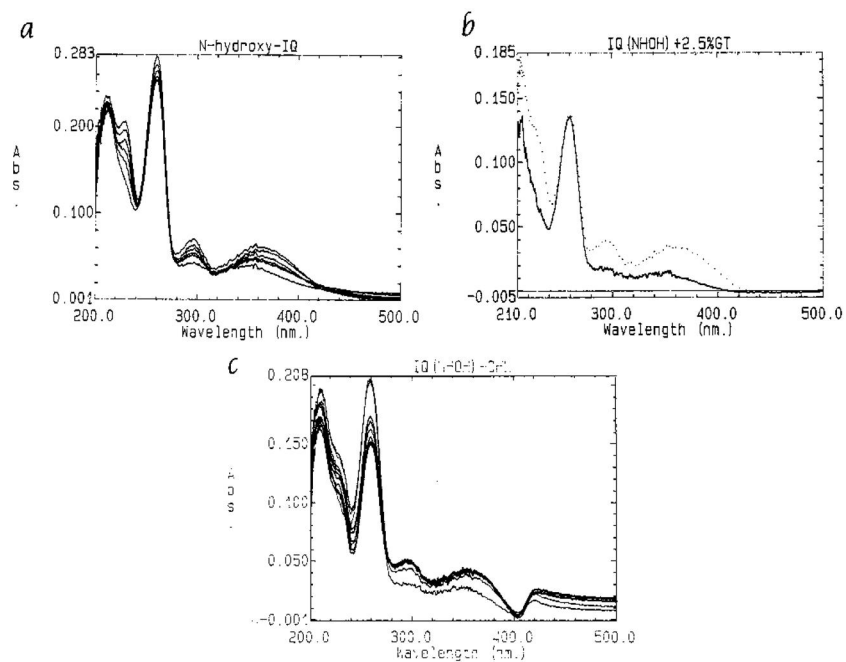 a
N-hydroxy-IQ
0.283
0.200
0.100
0.001
A
b
s
.
200.0 300.0 400.0 500.0
Wavelength (nm.)
b
IQ(NHOH)+2.5%GT
0.185
0.150
0.100
0.050
-0.005
A
b
s
.
210.0 300.0 400.0 500.0
Wavelength (nm.)
c
0.208
0.150
0.100
0.050
-0.001
A
b
s
.
200.0 300.0 400.0 500.0
Wavelength (nm.)